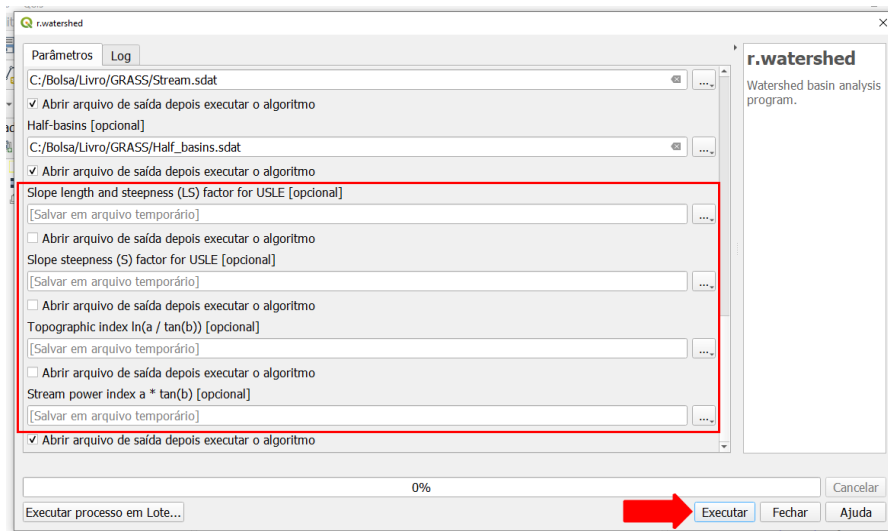 r.watershed
Parâmetros Log
C:/Bolsa/Livro/GRASS/Stream.sdat ...
Abrir arquivo de saída depois executar o algoritmo
Half-basins [opcional]
C:/Bolsa/Livro/GRASS/Half_basins.sdat ...
Abrir arquivo de saída depois executar o algoritmo
Slope length and steepness (LS) factor for USLE [opcional]
[Salvar em arquivo temporário] ...
Abrir arquivo de saída depois executar o algoritmo
Slope steepness (S) factor for USLE [opcional]
[Salvar em arquivo temporário] ...
Abrir arquivo de saída depois executar o algoritmo
Topographic index ln(a / tan(b)) [opcional]
[Salvar em arquivo temporário] ...
Abrir arquivo de saída depois executar o algoritmo
Stream power index a * tan(b) [opcional]
[Salvar em arquivo temporário] ...
Abrir arquivo de saída depois executar o algoritmo
r.watershed
Watershed basin analysis
program.
0% Cancelar
Executar processo em Lote... Executar Fechar Ajuda